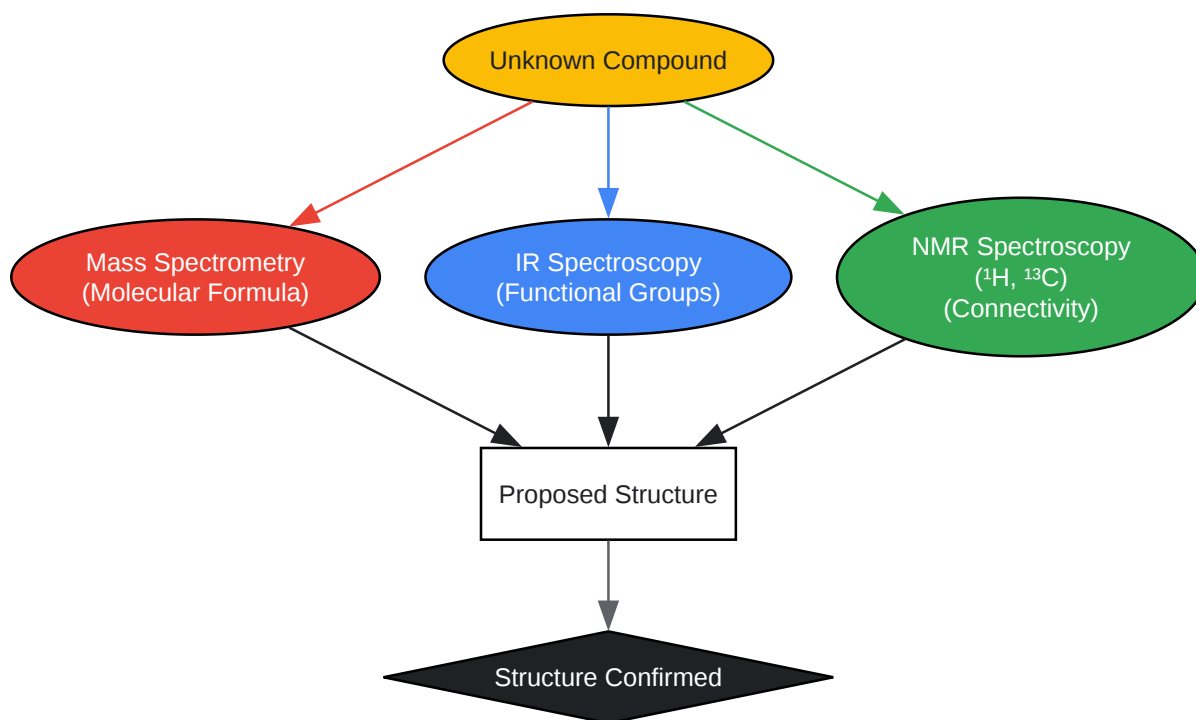 Unknown Compound
Mass Spectrometry
(Molecular Formula)
IR Spectroscopy
(Functional Groups)
NMR Spectroscopy
(¹H, ¹³C)
(Connectivity)
Proposed Structure
Structure Confirmed